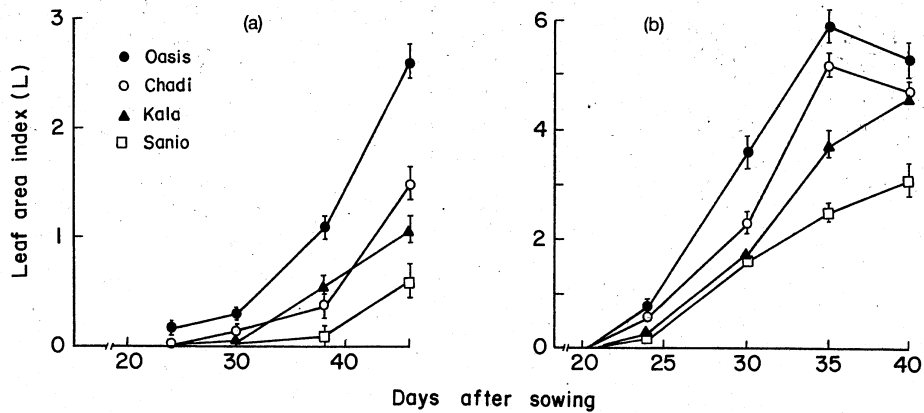 (a)
(b)
3
2
1
0
6
4
2
0
Leaf area index (L)
Oasis
Chadi
Kala
Sanio
20 30 40
20 25 30 35 40
Days after sowing